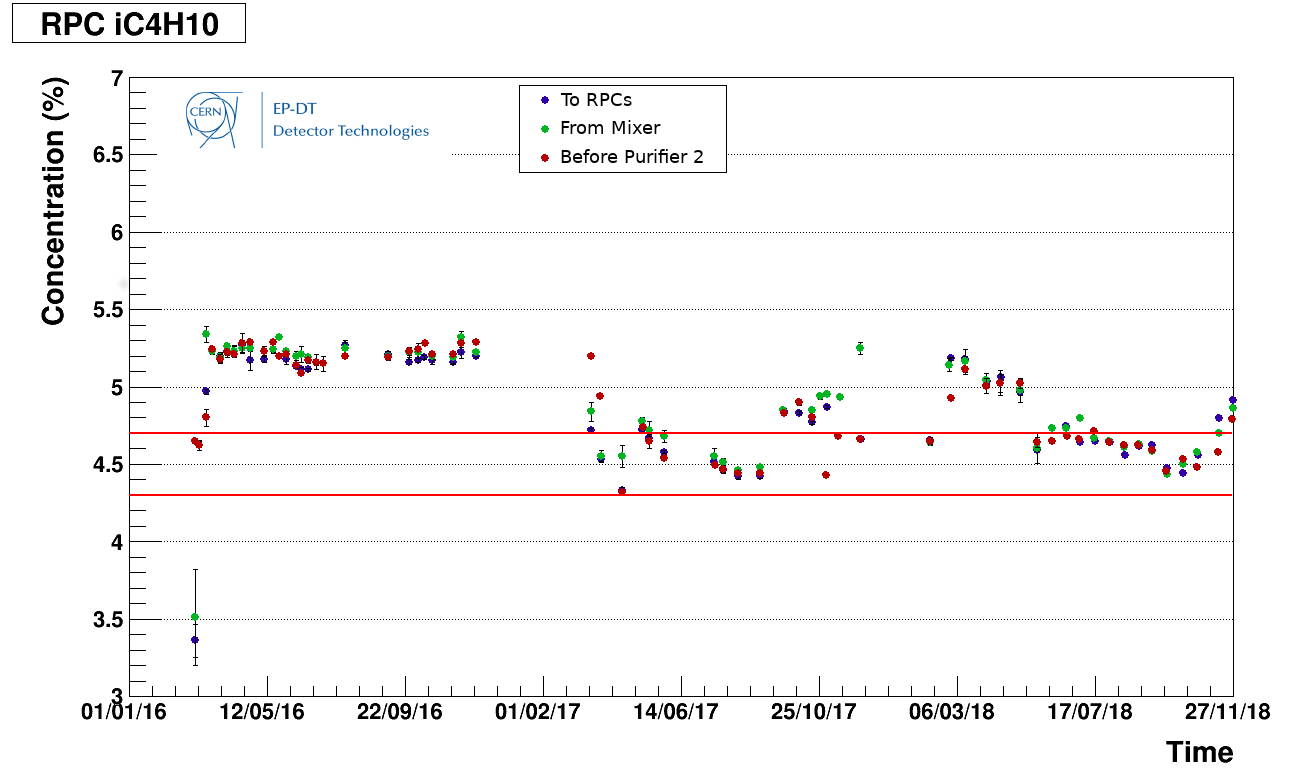 RPC iC4H10
Concentration (%)
7
6.5
6
5.5
5
4.5
4
3.5
3
CERN
EP-DT
Detector Technologies
To RPCs
From Mixer
Before Purifier 2
01/01/16 12/05/16 22/09/16 01/02/17 14/06/17 25/10/17 06/03/18 17/07/18 27/11/18
Time